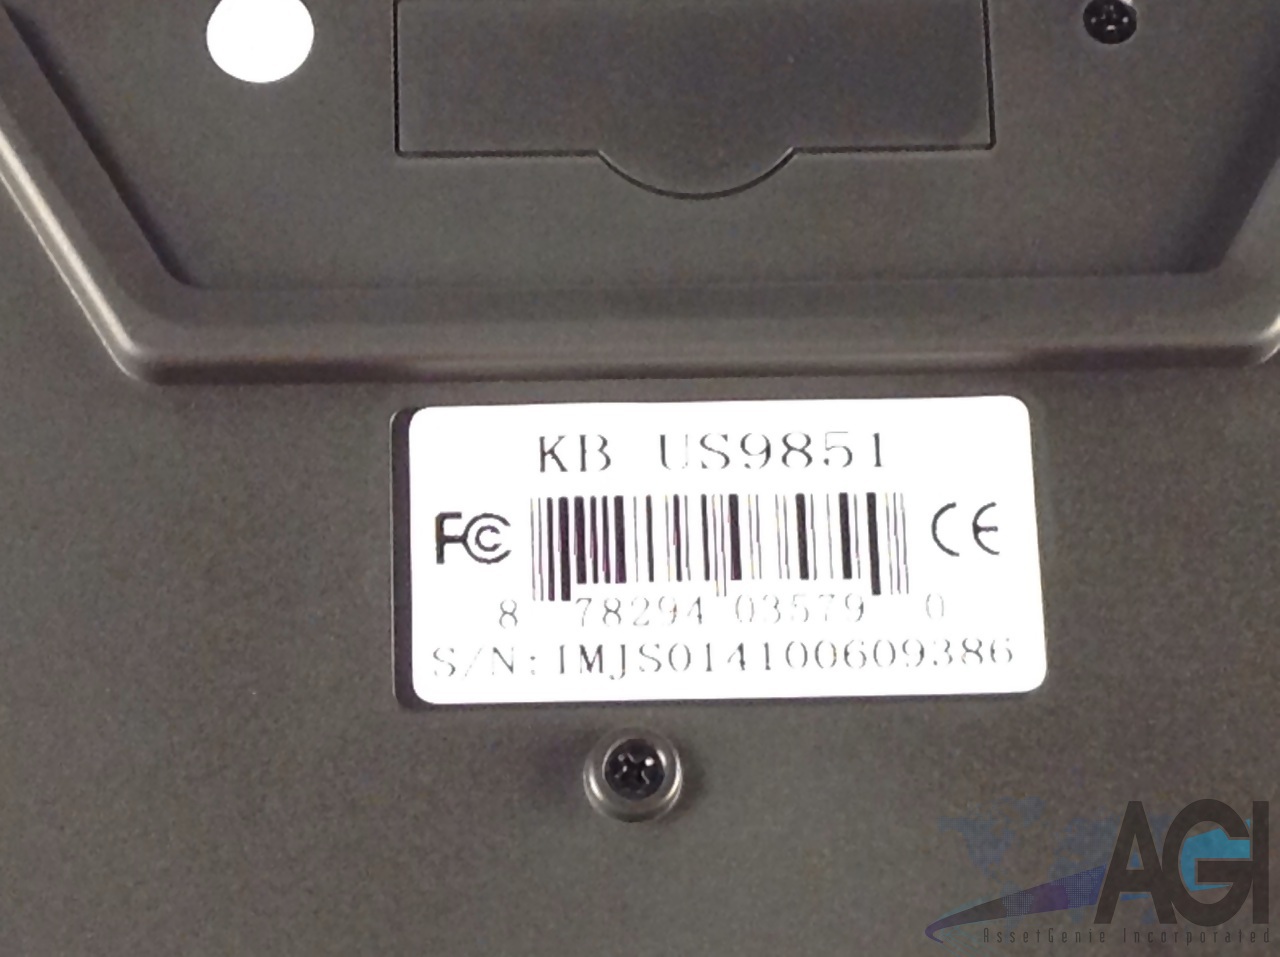 KB US9851
FC CE
8 78294 03579 0
S/N: IMJS014100609386
AGI
AssetGenie Incorporated